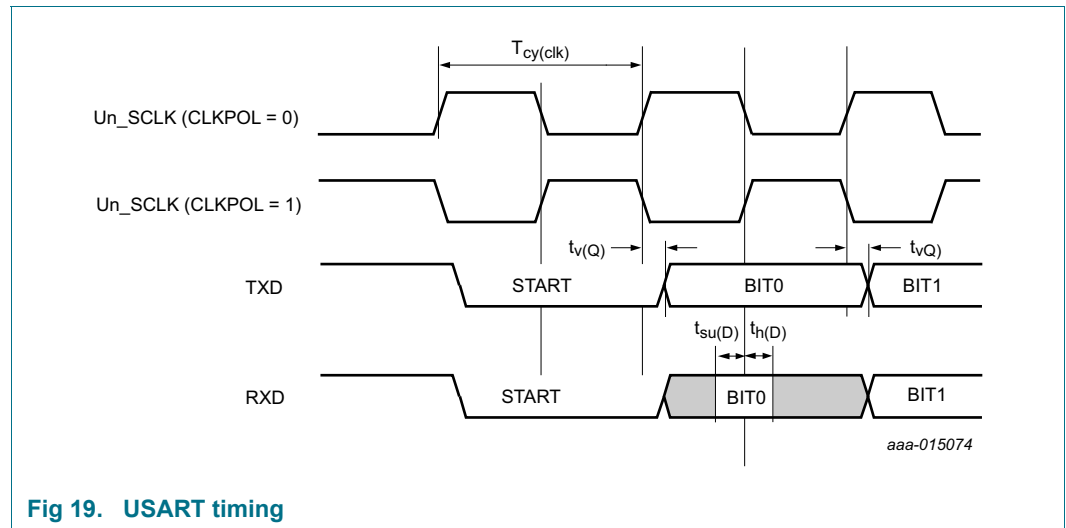 Tcy(clk)
Un_SCLK (CLKPOL = 0)
Un_SCLK (CLKPOL = 1)
tv(Q)
tvQ)
TXD
START
BIT0
BIT1
tsu(D)
th(D)
RXD
START
BIT0
BIT1
aaa-015074
Fig 19. USART timing